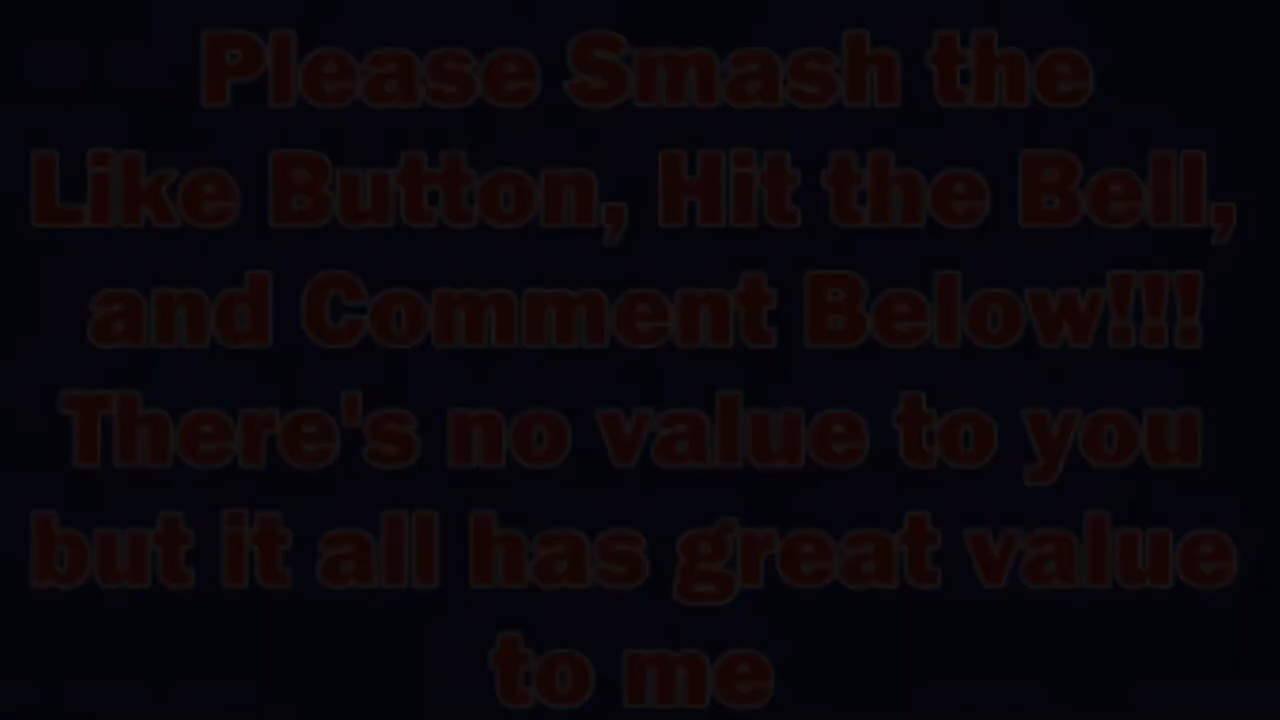 Please Smash the
Like Button, Hit the Bell,
and Comment Below!!!
There's no value to you
but it all has great value
to me